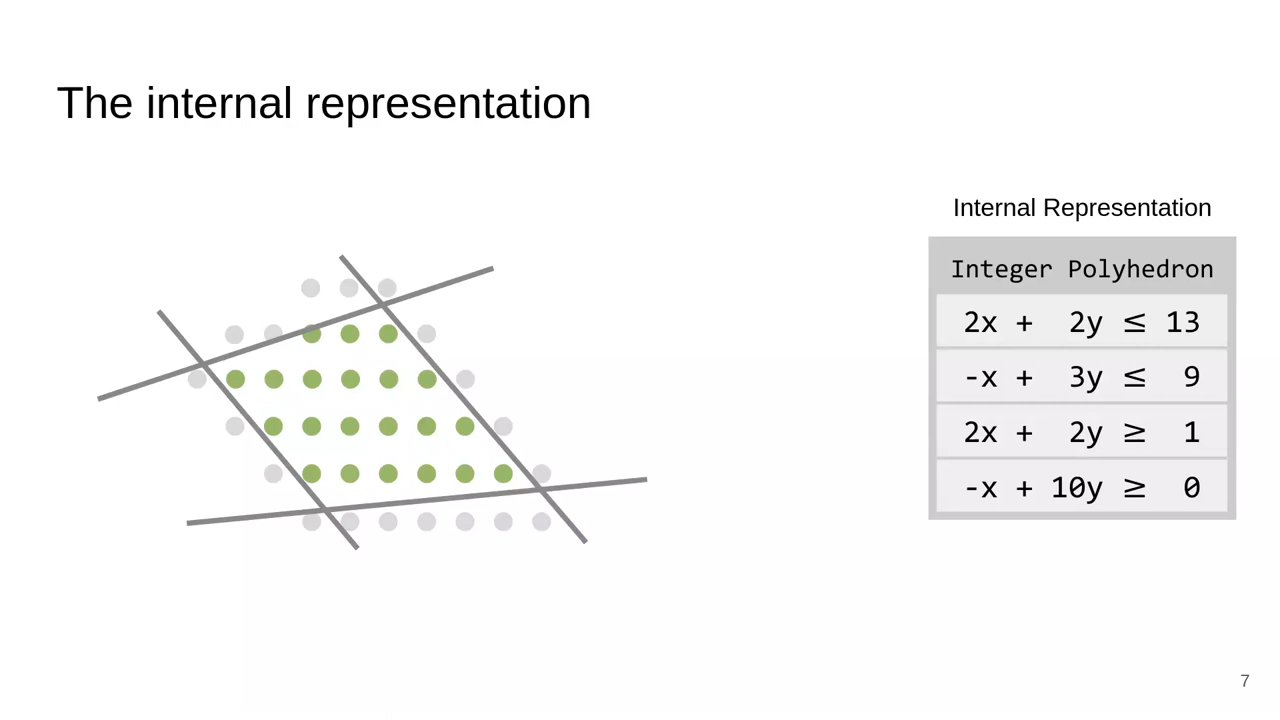 The internal representation
Internal Representation
Integer Polyhedron
2x + 2y ≤ 13
-x + 3y ≤ 9
2x + 2y ≥ 1
-x + 10y ≥ 0
7